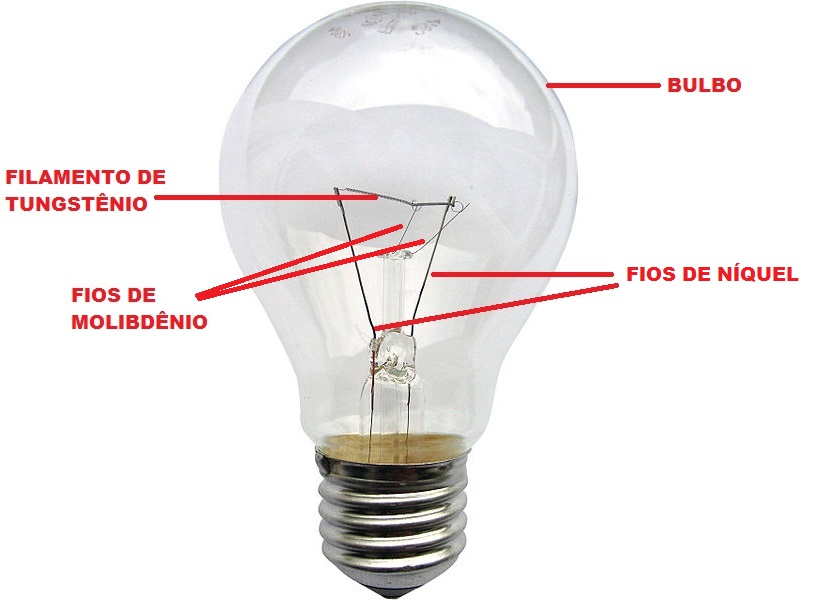 BULBO
FILAMENTO DE
TUNGSTÊNIO
FIOS DE NÍQUEL
FIOS DE
MOLIBDÊNIO